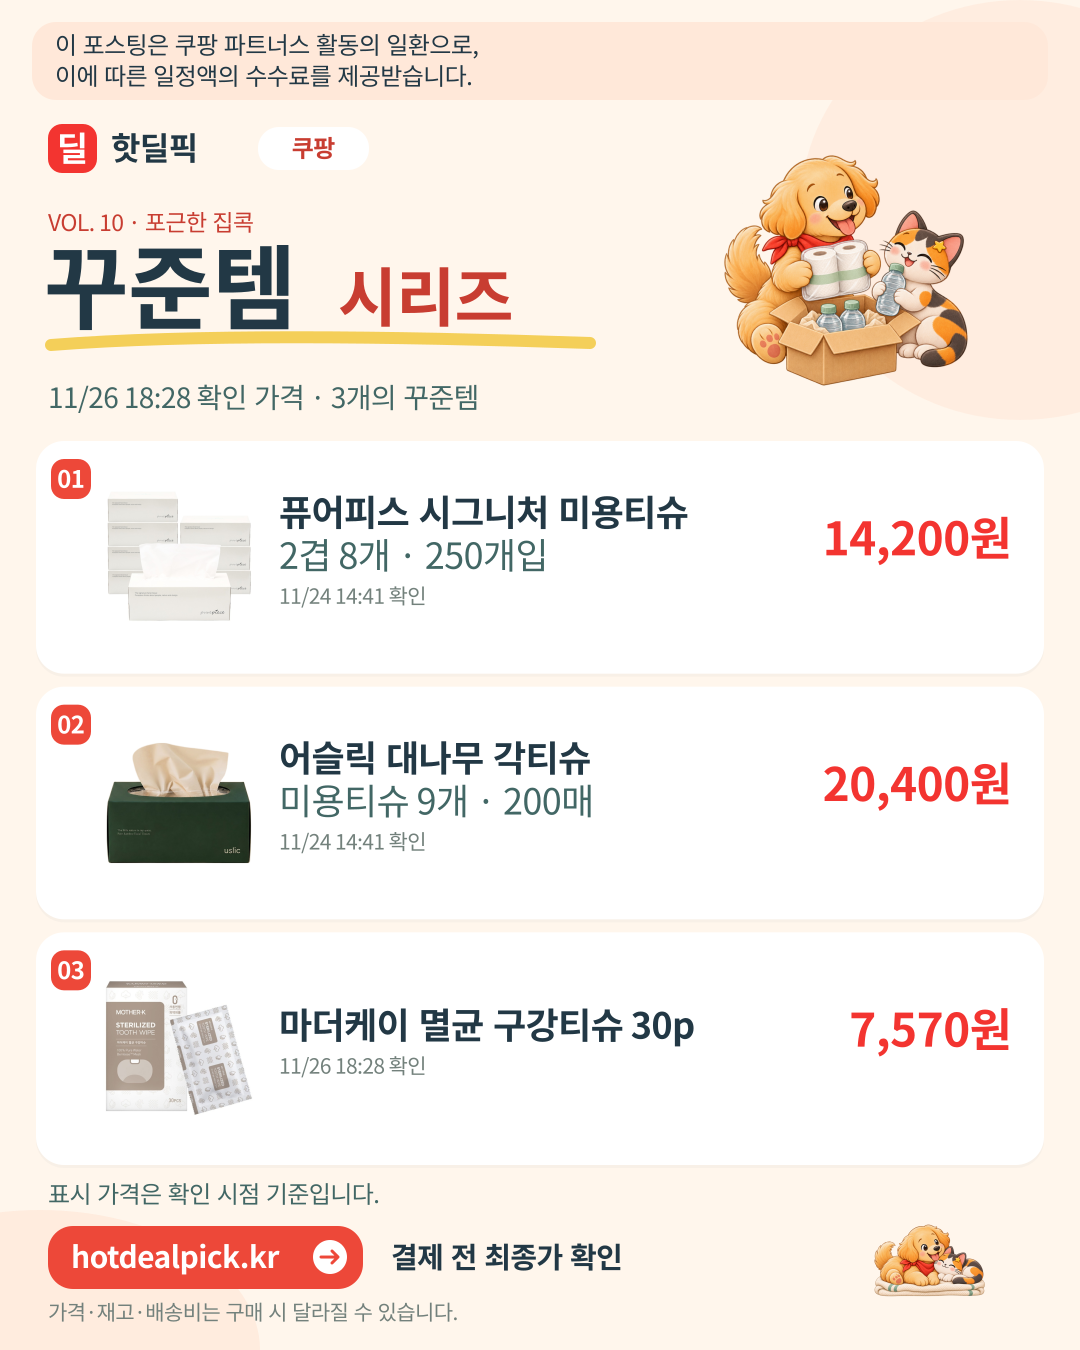 이 포스팅은 쿠팡 파트너스 활동의 일환으로,
이에 따른 일정액의 수수료를 제공받습니다.
딜 핫딜픽 쿠팡
VOL. 10 · 포근한 집콕
꾸준템 시리즈
11/26 18:28 확인 가격 · 3개의 꾸준템
01
퓨어피스 시그니처 미용티슈
2겹 8개 · 250개입
11/24 14:41 확인
14,200원
02
어슬릭 대나무 각티슈
미용티슈 9개 · 200매
11/24 14:41 확인
20,400원
uslic
03
MOTHER-K
STERILIZED
TOOTH WIPE
마더케이 멸균 구강티슈 30p
11/26 18:28 확인
7,570원
표시 가격은 확인 시점 기준입니다.
hotdealpick.kr 결제 전 최종가 확인
가격·재고·배송비는 구매 시 달라질 수 있습니다.